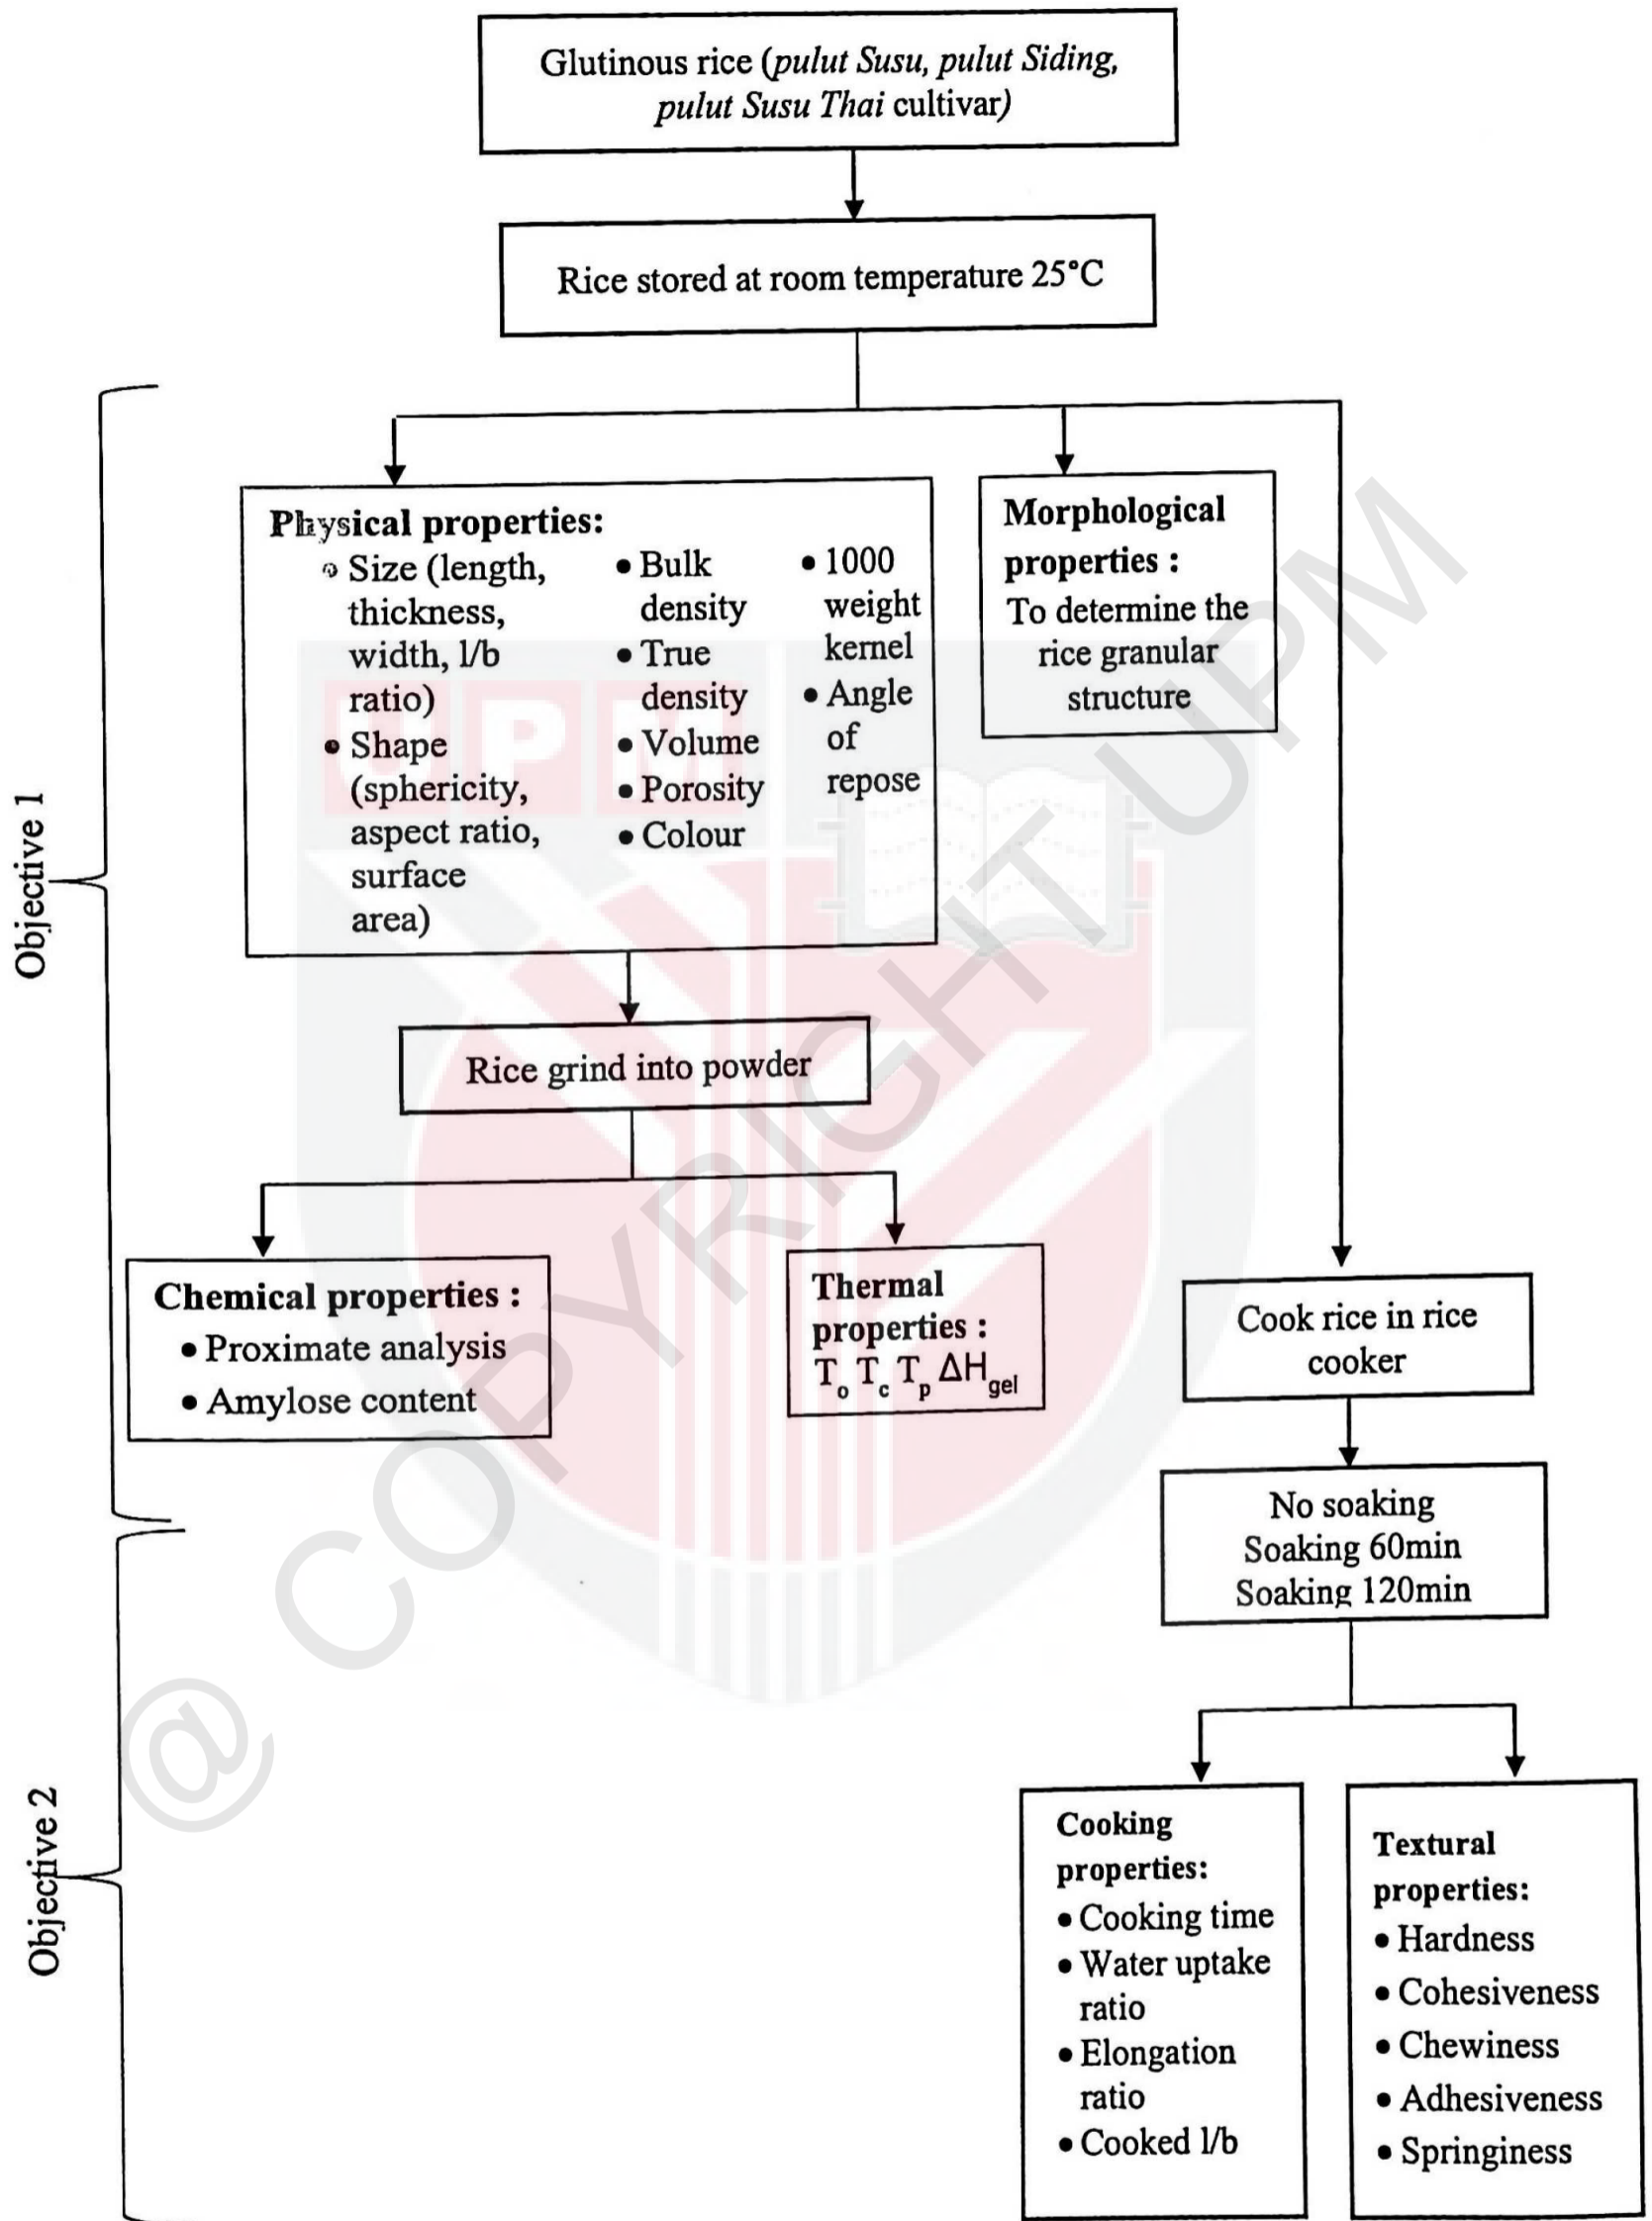 Glutinous rice (pulut Susu, pulut Siding,
pulut Susu Thai cultivar)
Rice stored at room temperature 25°C
Objective 1
Physical properties:
• Size (length,
thickness,
width, l/b
ratio)
• Shape
(sphericity,
aspect ratio,
surface
area)
• Bulk
density
• True
density
• Volume
• Porosity
• Colour
• 1000
weight
kernel
• Angle
of
repose
Morphological
properties :
To determine the
rice granular
structure
Rice grind into powder
Chemical properties :
• Proximate analysis
• Amylose content
Thermal
properties :
To Tc Tp ΔHgel
Cook rice in rice
cooker
No soaking
Soaking 60min
Soaking 120min
Objective 2
Cooking
properties:
• Cooking time
• Water uptake
ratio
• Elongation
ratio
• Cooked l/b
Textural
properties:
• Hardness
• Cohesiveness
• Chewiness
• Adhesiveness
• Springiness
UPM
@ COPYRIGHT UPM